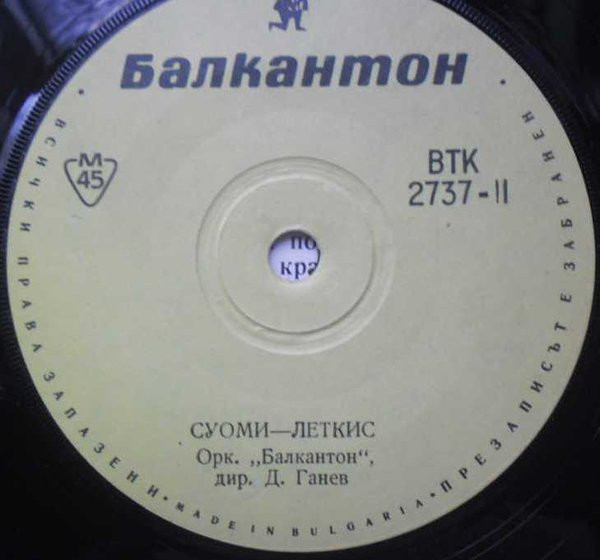 Балкантон
М
45
ВТК
2737-II
по
кра
СУОМИ—ЛЕТКИС
Орк. „Балкантон“,
дир. Д. Ганев
ВСИЧКИ ПРАВА ЗАПАЗЕНИ • MADE IN BULGARIA • ПРЕЗАПИСЪТ Е ЗАБРАНЕН